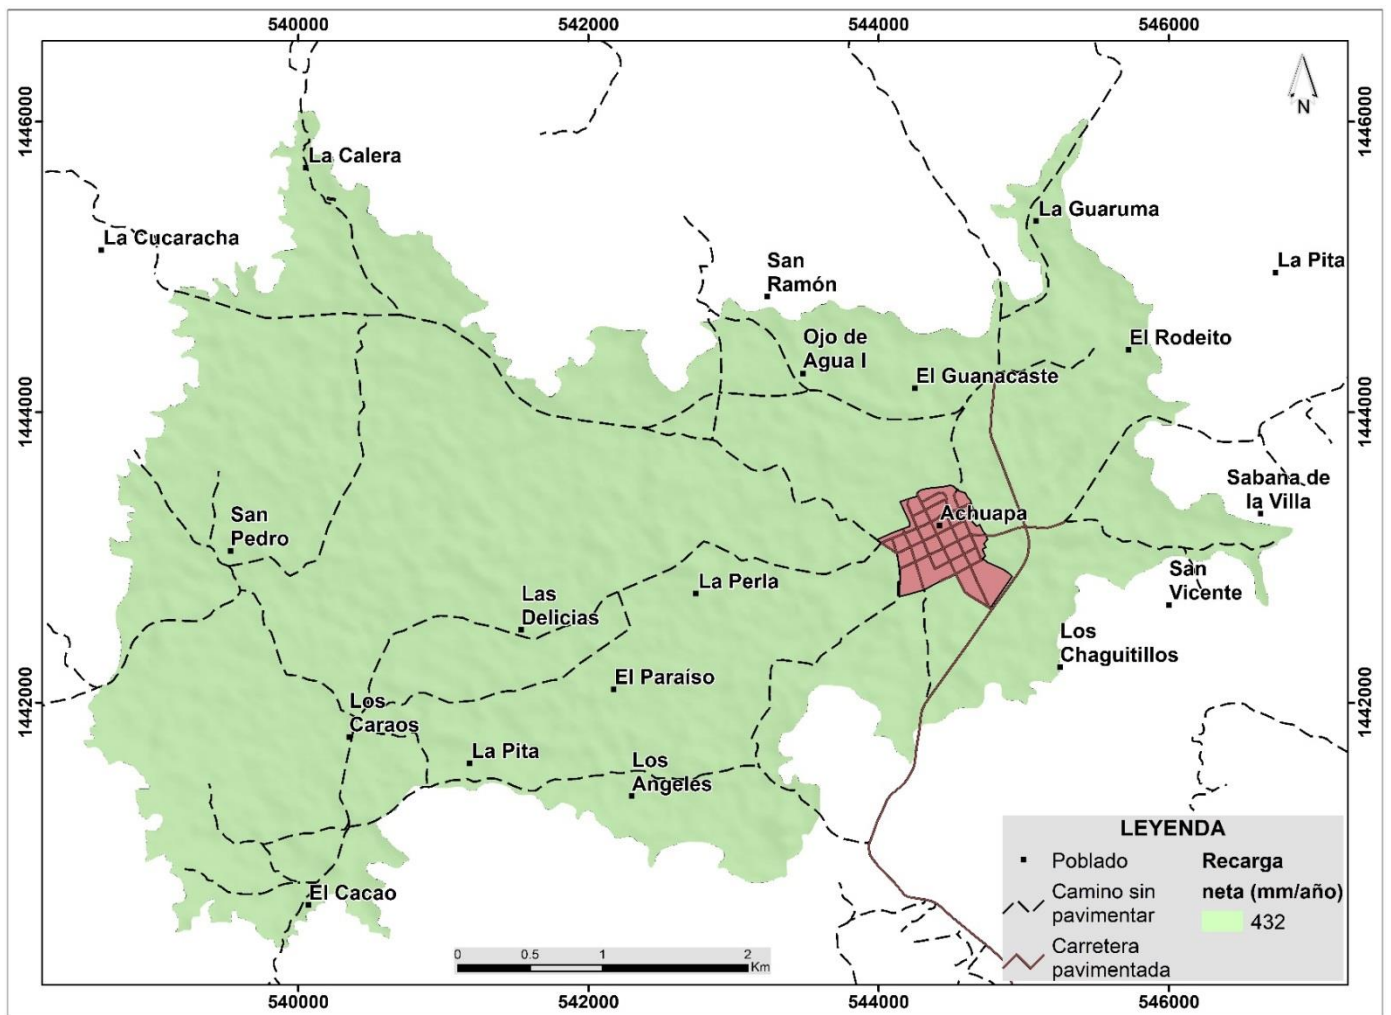 540000
542000
544000
546000
1446000
1446000
N
La Calera
La Guaruma
La Cucaracha
San
Ramón
La Pita
Ojo de
Agua I
El Rodeito
El Guanacaste
1444000
1444000
Sabana de
la Villa
San
Pedro
Achuapa
Las
Delicias
La Perla
San
Vicente
Los
Chaguitillos
El Paraíso
1442000
1442000
Los
Caraos
La Pita
Los
Angeles
El Cacao
LEYENDA
Poblado
Camino sin
pavimentar
Carretera
pavimentada
Recarga
neta (mm/año)
432
0
0.5
1
2
Km
540000
542000
544000
546000